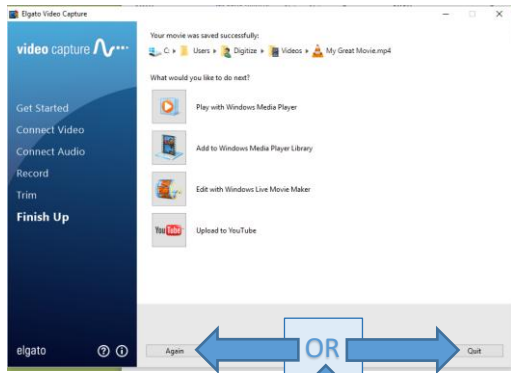 Elgato Video Capture
video capture
Get Started
Connect Video
Connect Audio
Record
Trim
Finish Up
elgato
Your movie was saved successfully:
C: Users Digitize Videos My Great Movie.mp4
What would you like to do next?
Play with Windows Media Player
Add to Windows Media Player Library
Edit with Windows Live Movie Maker
YouTube Upload to YouTube
Again OR Quit